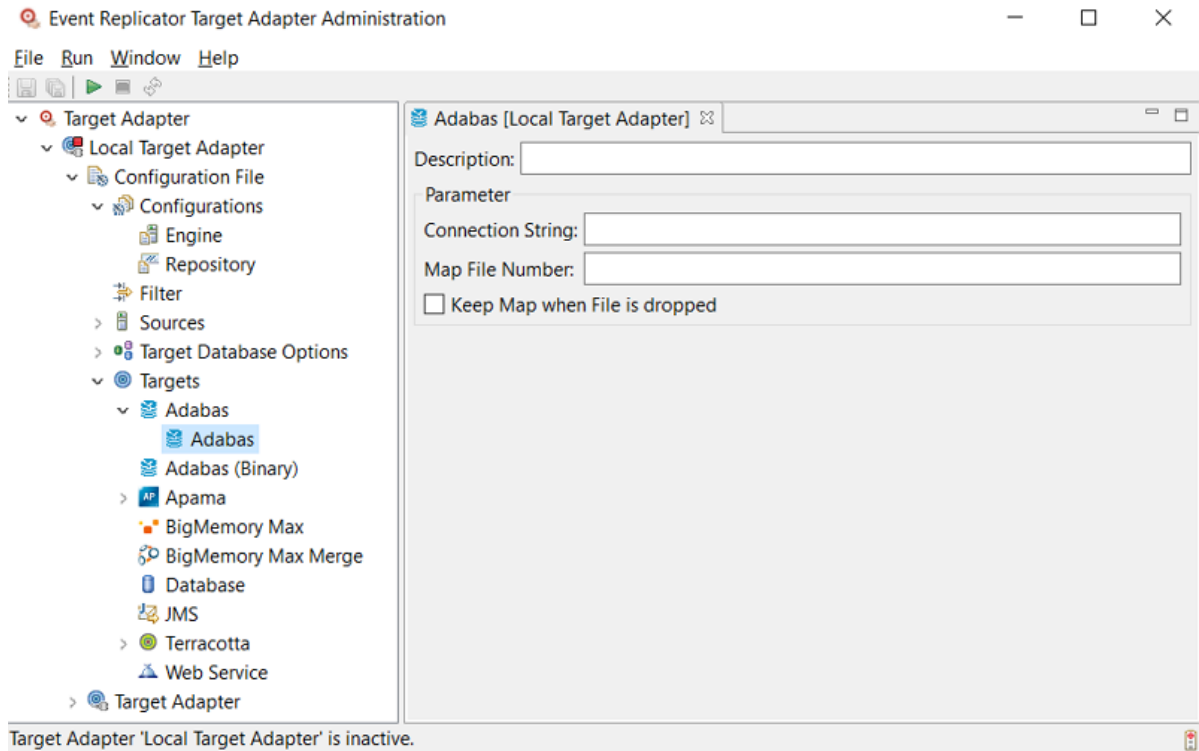 Event Replicator Target Adapter Administration
File Run Window Help
Target Adapter
Local Target Adapter
Configuration File
Configurations
Engine
Repository
Filter
Sources
Target Database Options
Targets
Adabas
Adabas
Adabas (Binary)
AP Apama
BigMemory Max
BigMemory Max Merge
Database
JMS
Terracotta
Web Service
Target Adapter
Adabas [Local Target Adapter]
Description:
Parameter
Connection String:
Map File Number:
Keep Map when File is dropped
Target Adapter 'Local Target Adapter' is inactive.